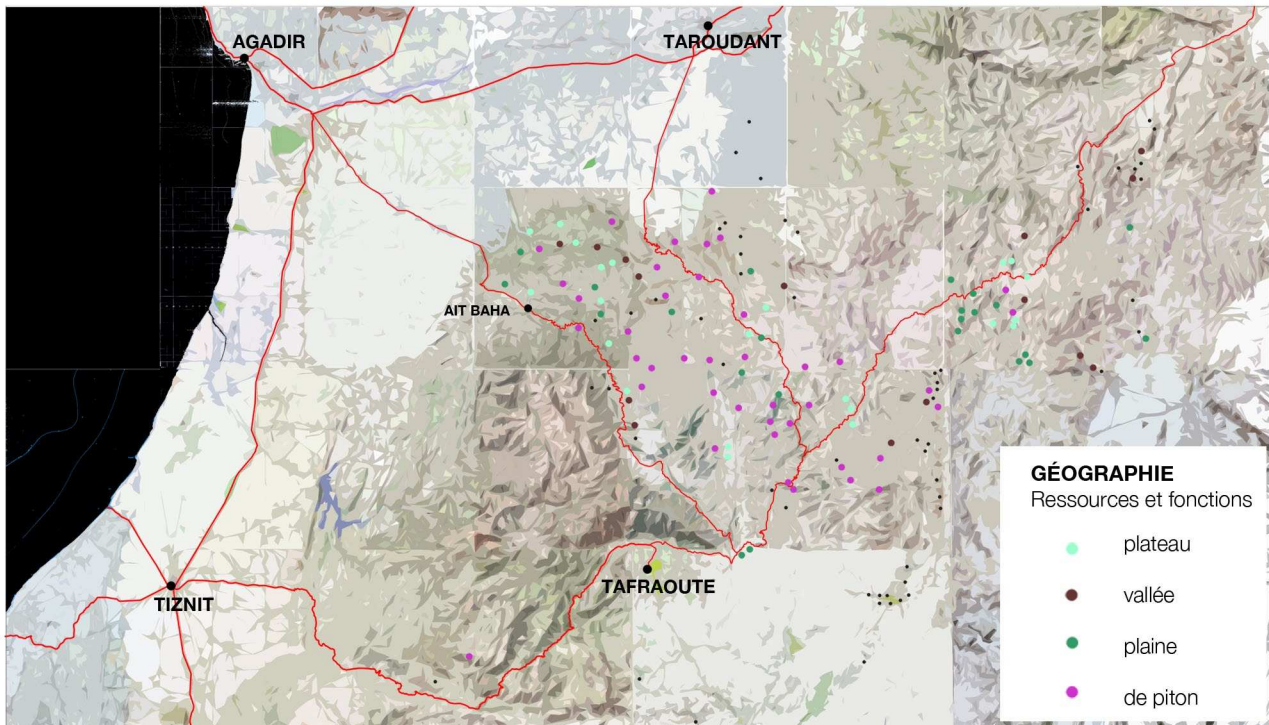 AGADIR
TAROUDANT
AIT BAHA
TAFRAOUTE
TIZNIT
GÉOGRAPHIE
Ressources et fonctions
plateau
vallée
plaine
de piton